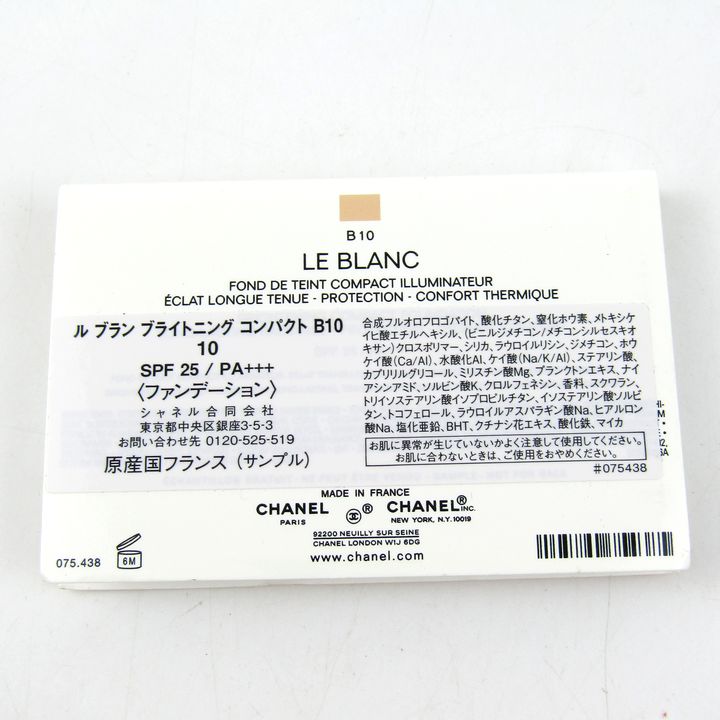 B10
LE BLANC
FOND DE TEINT COMPACT ILLUMINATEUR
ÉCLAT LONGUE TENUE - PROTECTION - CONFORT THERMIQUE
ル ブラン ブライトニング コンパクト B10
10
SPF 25 / PA+++
〈ファンデーション〉
シャネル合同会社
東京都中央区銀座3-5-3
お問い合わせ先 0120-525-519
原産国フランス (サンプル)
合成フルオロフロゴパイト、酸化チタン、窒化ホウ素、メトキシケイ
ヒ酸エチルヘキシル、(ビニルジメチコン/メチコンシルセスキオ
キサン)クロスポリマー、シリカ、ラウロイルリシン、ジメチコン、ホウ
ケイ酸(Ca/Al)、水酸化Al、ケイ酸(Na/K/Al)、ステアリン酸、
カプリリルグリコール、ミリスチン酸Mg、プランクトンエキス、ナイ
アシンアミド、ソルビン酸K、クロルフェネシン、香料、スクワラン、
トリイソステアリン酸イソプロピルチタン、イソステアリン酸ソルビ
タン、トコフェロール、ラウロイルアスパラギン酸Na、ヒアルロン
酸Na、塩化亜鉛、BHT、クチナシ花エキス、酸化鉄、マイカ
お肌に異常が生じていないかよく注意して使用してください。
お肌に合わないときは、ご使用をおやめください。
#075438
MADE IN FRANCE
CHANEL
PARIS
CHANEL® INC.
NEW YORK, N.Y. 10019
92200 NEUILLY SUR SEINE
CHANEL LONDON W1J 6DG
www.chanel.com
075.438
6M